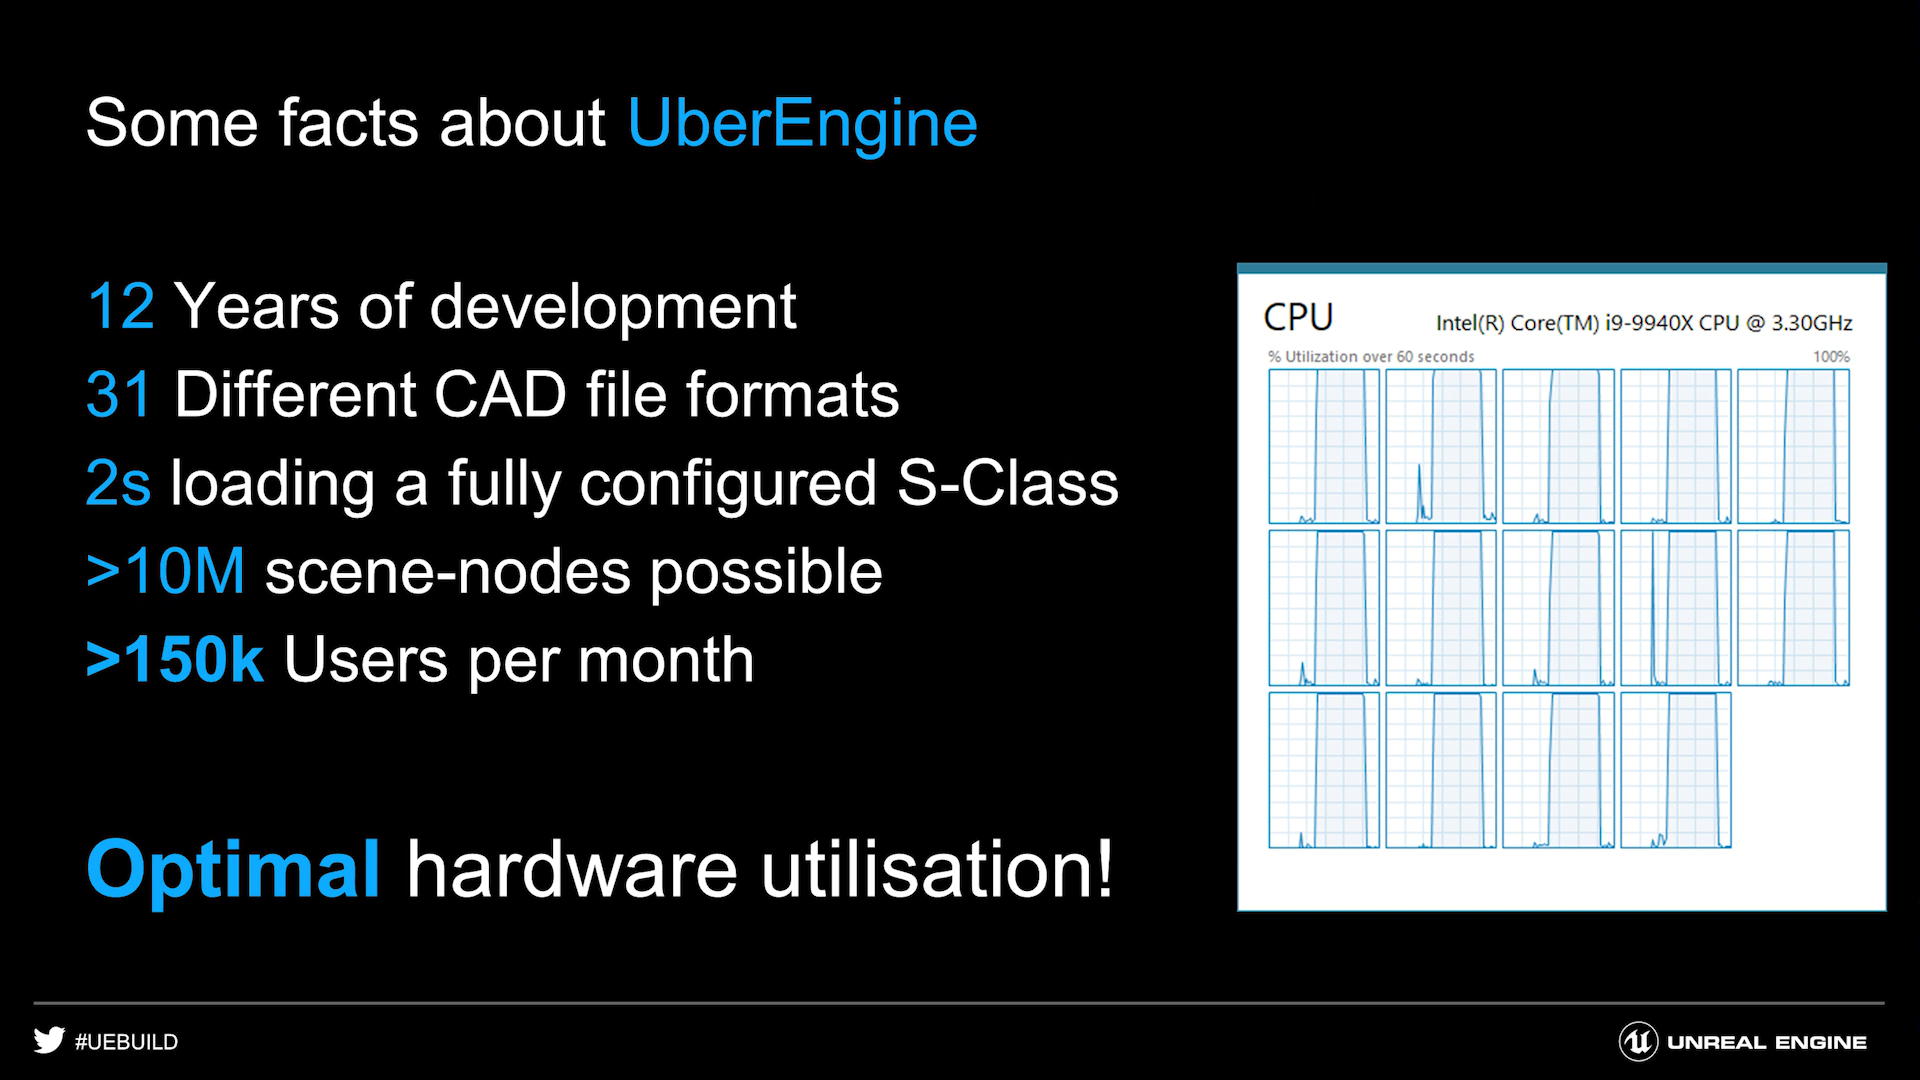 Some facts about UberEngine
12 Years of development
31 Different CAD file formats
2s loading a fully configured S-Class
>10M scene-nodes possible
>150k Users per month
Optimal hardware utilisation!
CPU
Intel(R) Core(TM) i9-9940X CPU @ 3.30GHz
% Utilization over 60 seconds
100%
#UEBUILD
UNREAL ENGINE